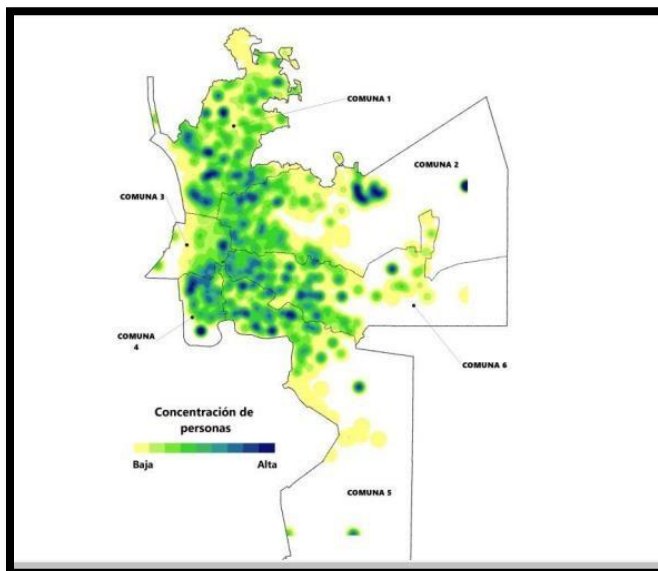 COMUNA 1
COMUNA 2
COMUNA 3
COMUNA
4
COMUNA 6
Concentración de
personas
Baja
Alta
COMUNA 5